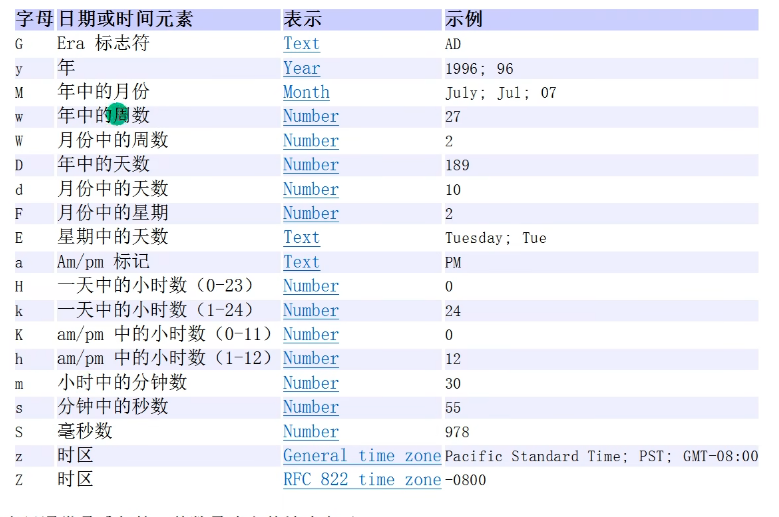 字母 日期或时间元素 表示 示例
G Era 标志符 Text AD
y 年 Year 1996; 96
M 年中的月份 Month July; Jul; 07
w 年中的周数 Number 27
W 月份中的周数 Number 2
D 年中的天数 Number 189
d 月份中的天数 Number 10
F 月份中的星期 Number 2
E 星期中的天数 Text Tuesday; Tue
a Am/pm 标记 Text PM
H 一天中的小时数（0-23） Number 0
k 一天中的小时数（1-24） Number 24
K am/pm 中的小时数（0-11） Number 0
h am/pm 中的小时数（1-12） Number 12
m 小时中的分钟数 Number 30
s 分钟中的秒数 Number 55
S 毫秒数 Number 978
z 时区 General time zone Pacific Standard Time; PST; GMT-08:00
Z 时区 RFC 822 time zone -0800